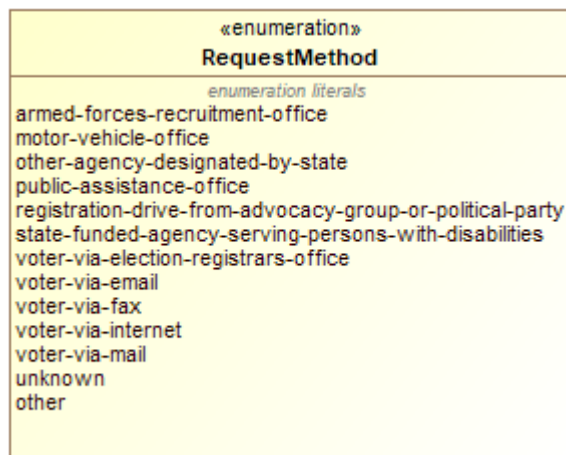 «enumeration»
RequestMethod
enumeration literals
armed-forces-recruitment-office
motor-vehicle-office
other-agency-designated-by-state
public-assistance-office
registration-drive-from-advocacy-group-or-political-party
state-funded-agency-serving-persons-with-disabilities
voter-via-election-registrars-office
voter-via-email
voter-via-fax
voter-via-internet
voter-via-mail
unknown
other